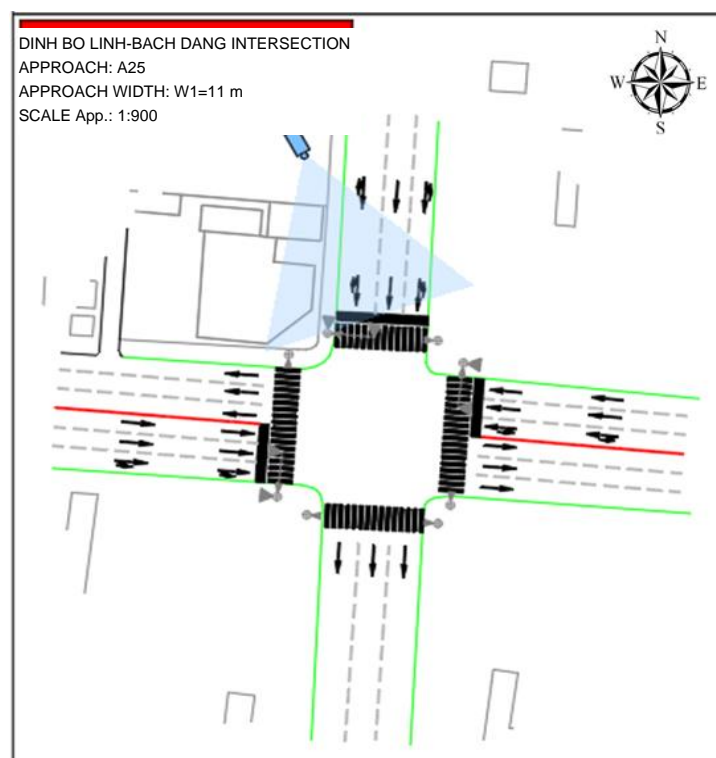 DINH BO LINH-BACH DANG INTERSECTION
APPROACH: A25
APPROACH WIDTH: W1=11 m
SCALE App.: 1:900
N
W E
S